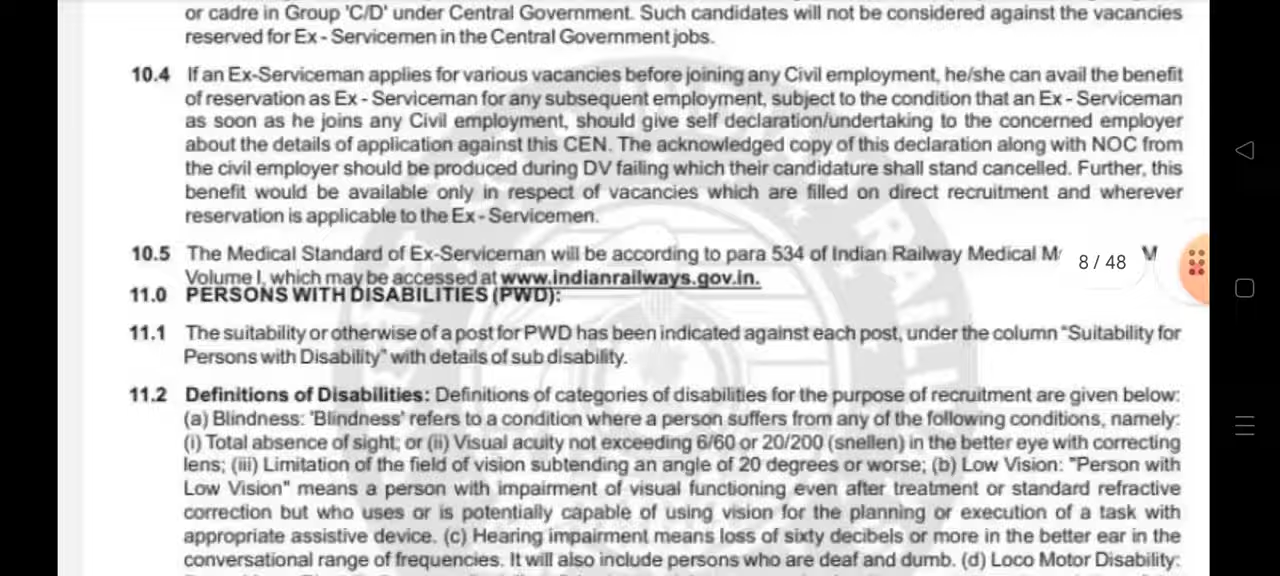 or cadre in Group 'C/D' under Central Government. Such candidates will not be considered against the vacancies
reserved for Ex - Servicemen in the Central Government jobs.
10.4 If an Ex-Serviceman applies for various vacancies before joining any Civil employment, he/she can avail the benefit
of reservation as Ex - Serviceman for any subsequent employment, subject to the condition that an Ex - Serviceman
as soon as he joins any Civil employment, should give self declaration/undertaking to the concerned employer
about the details of application against this CEN. The acknowledged copy of this declaration along with NOC from
the civil employer should be produced during DV failing which their candidature shall stand cancelled. Further, this
benefit would be available only in respect of vacancies which are filled on direct recruitment and wherever
reservation is applicable to the Ex - Servicemen.
10.5 The Medical Standard of Ex-Serviceman will be according to para 534 of Indian Railway Medical
8 / 48
Volume I, which may be accessed at www.indianrailways.gov.in.
11.0 PERSONS WITH DISABILITIES (PWD):
11.1 The suitability or otherwise of a post for PWD has been indicated against each post, under the column "Suitability for
Persons with Disability" with details of sub disability.
11.2 Definitions of Disabilities: Definitions of categories of disabilities for the purpose of recruitment are given below:
(a) Blindness: 'Blindness' refers to a condition where a person suffers from any of the following conditions, namely:
(i) Total absence of sight; or (ii) Visual acuity not exceeding 6/60 or 20/200 (snellen) in the better eye with correcting
lens; (iii) Limitation of the field of vision subtending an angle of 20 degrees or worse; (b) Low Vision: "Person with
Low Vision" means a person with impairment of visual functioning even after treatment or standard refractive
correction but who uses or is potentially capable of using vision for the planning or execution of a task with
appropriate assistive device. (c) Hearing impairment means loss of sixty decibels or more in the better ear in the
conversational range of frequencies. It will also include persons who are deaf and dumb. (d) Loco Motor Disability: